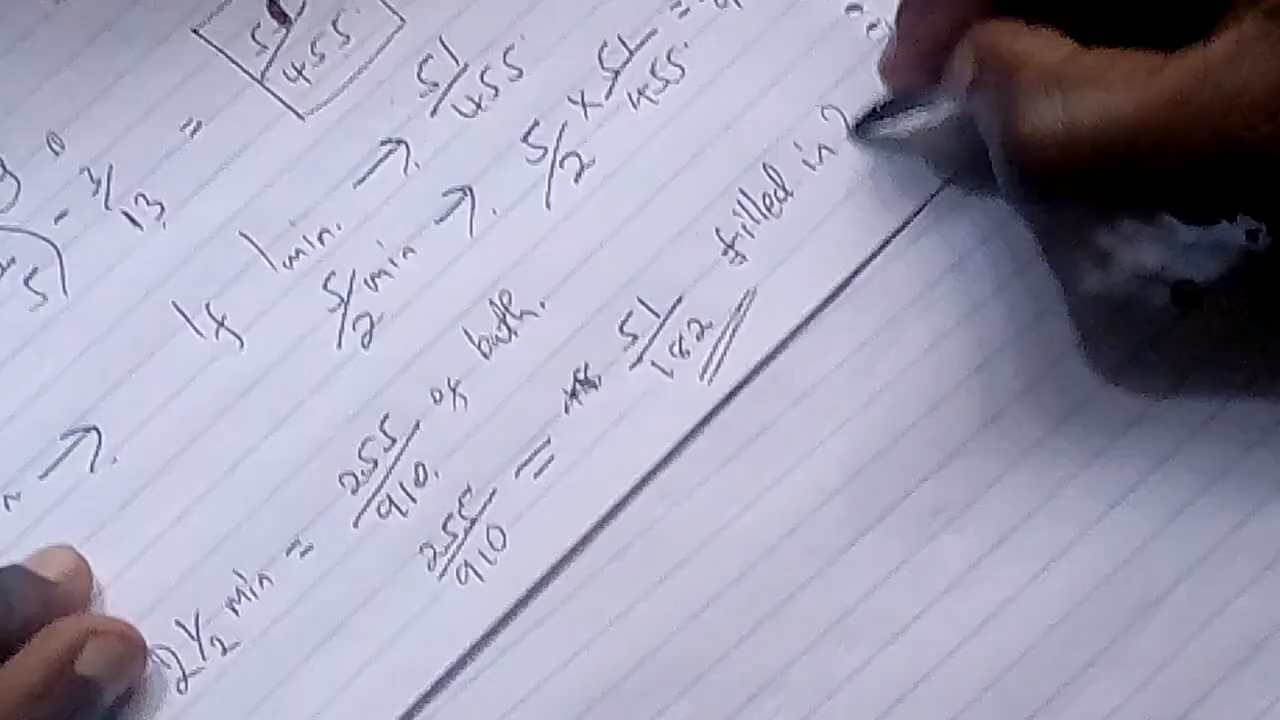 51/455
- 3/13 =
If 1 min. → 51/455
5/2 min → 5/2 × 51/455 =
→
2 1/2 min = 255/910 of bath.
255/910 = 51/182 filled in 2